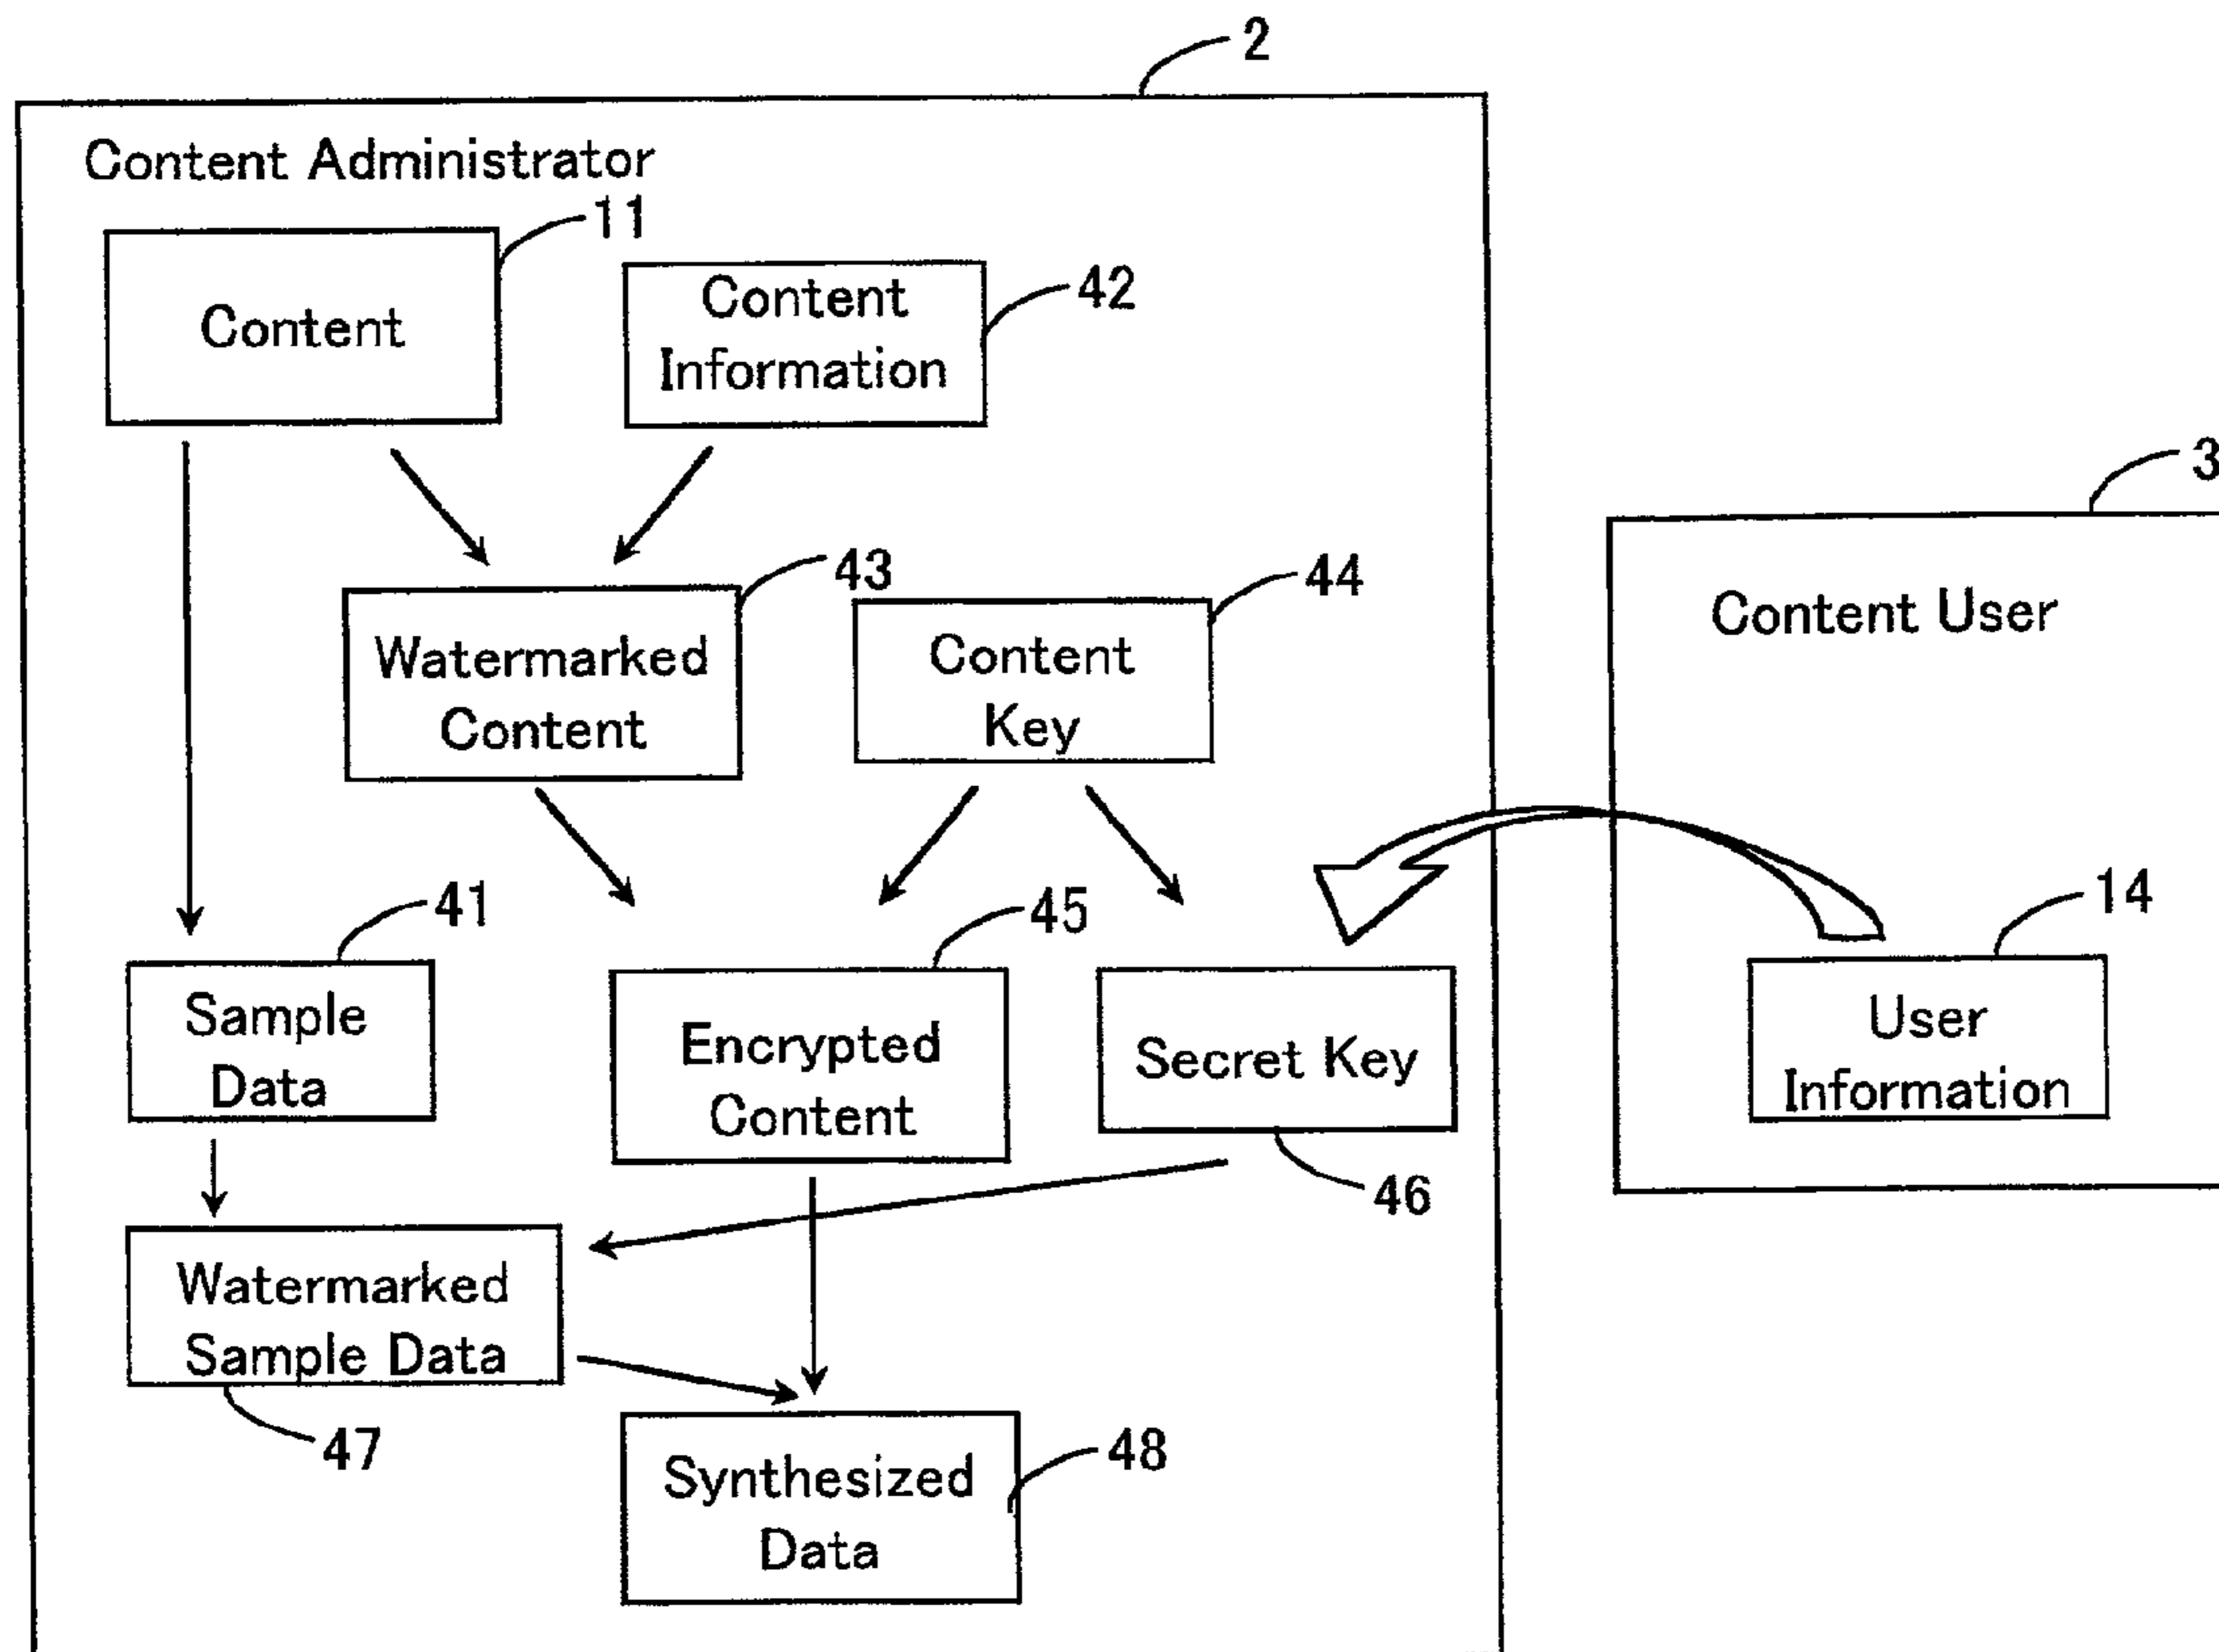 2
Content Administrator
11
Content
Content
Information
42
3
43
44
Content User
Watermarked
Content
Content
Key
41
45
14
Sample
Data
Encrypted
Content
Secret Key
User
Information
46
Watermarked
Sample Data
47
48
Synthesized
Data